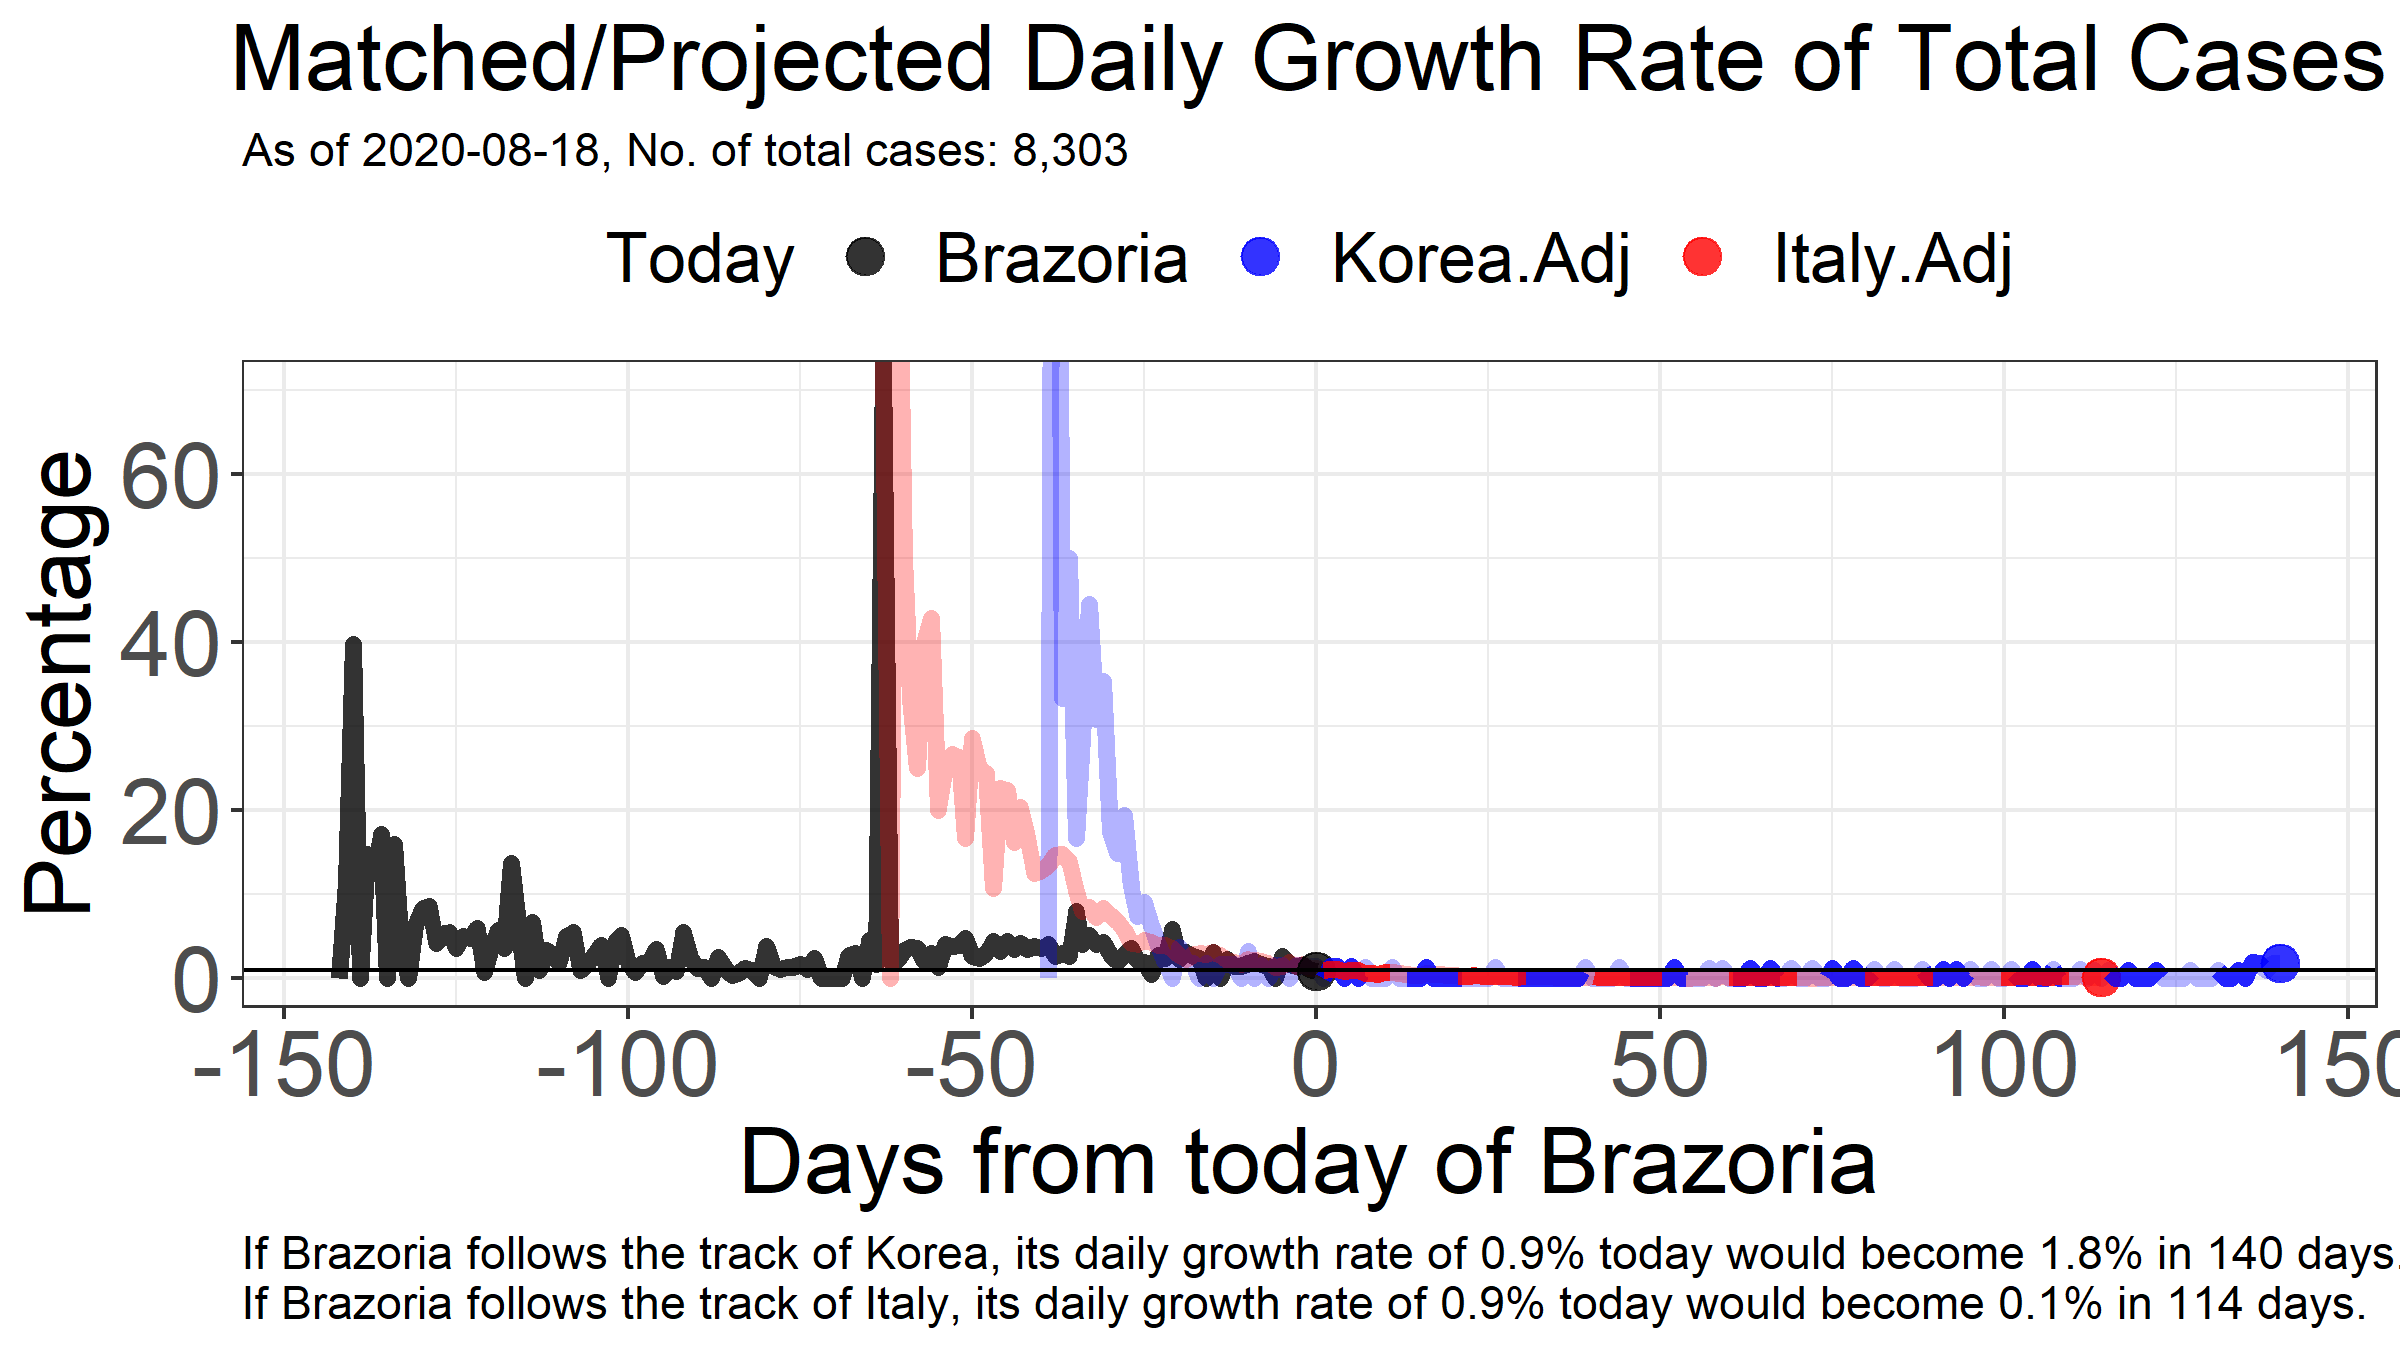 Matched/Projected Daily Growth Rate of Total Cases
As of 2020-08-18, No. of total cases: 8,303
Today Brazoria Korea.Adj Italy.Adj
Percentage
60
40
20
0
-150 -100 -50 0 50 100 150
Days from today of Brazoria
If Brazoria follows the track of Korea, its daily growth rate of 0.9% today would become 1.8% in 140 days.
If Brazoria follows the track of Italy, its daily growth rate of 0.9% today would become 0.1% in 114 days.